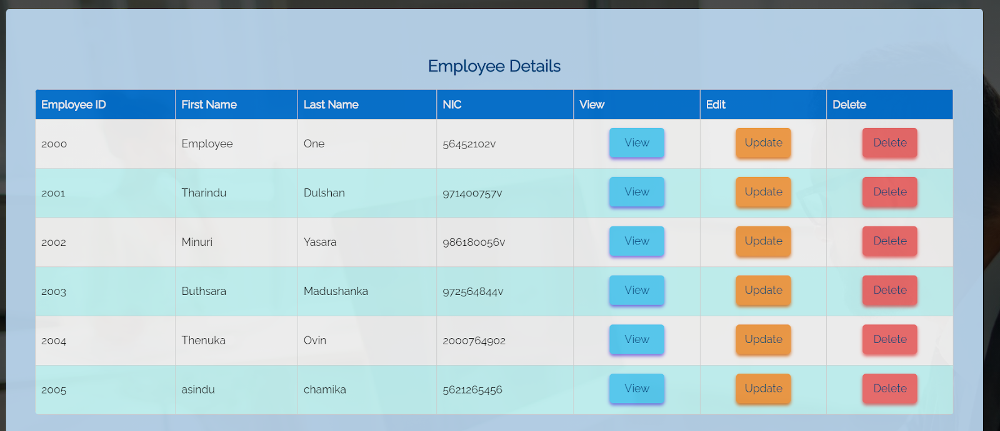 Employee Details
Employee ID First Name Last Name NIC View Edit Delete
2000 Employee One 56452102v View Update Delete
2001 Tharindu Dulshan 971400757v View Update Delete
2002 Minuri Yasara 986180056v View Update Delete
2003 Buthsara Madushanka 972564844v View Update Delete
2004 Thenuka Ovin 2000764902 View Update Delete
2005 asindu chamika 5621265456 View Update Delete